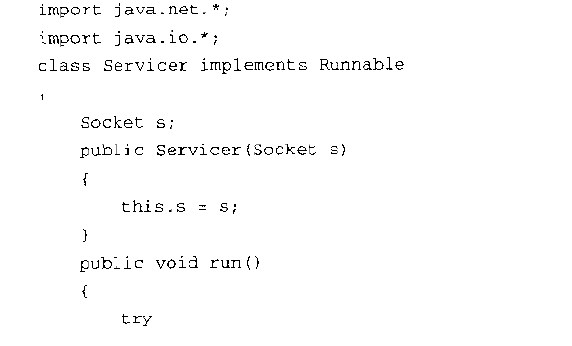 import java.net.*;
import java.io.*;
class Servicer implements Runnable
{
Socket s;
public Servicer(Socket s)
{
this.s = s;
}
public void run()
{
try